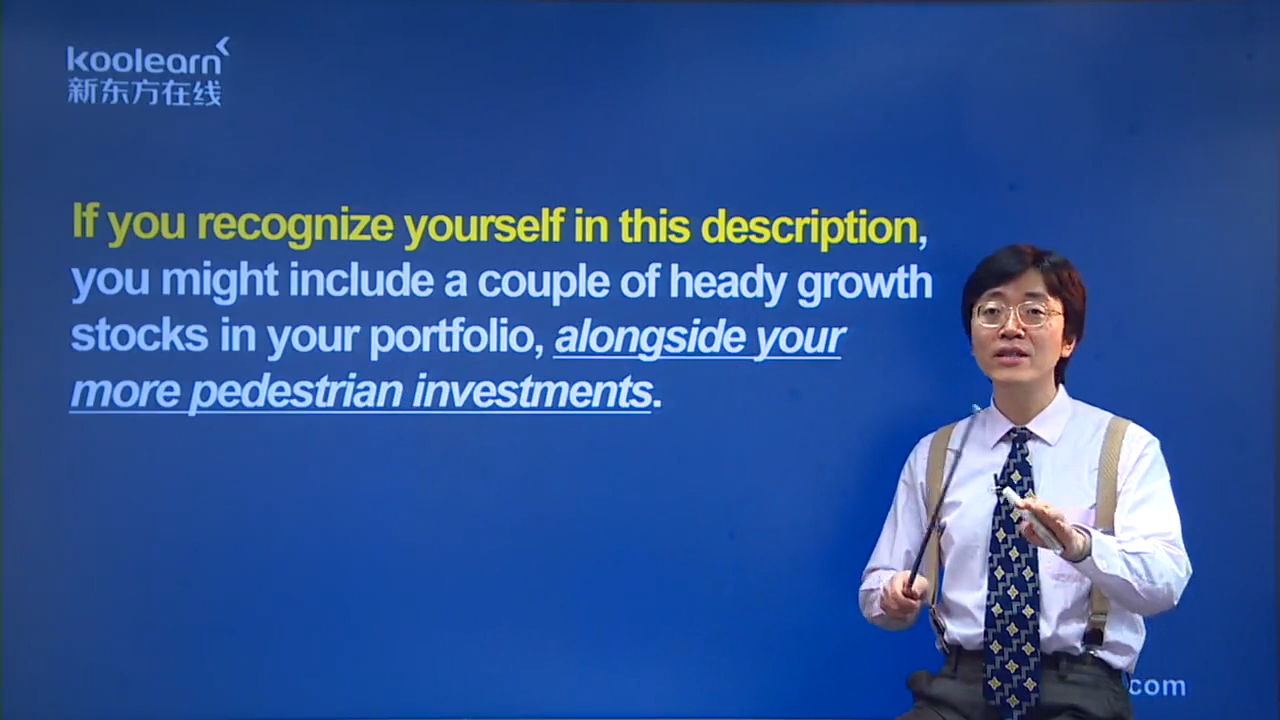 koolearn
新东方在线
If you recognize yourself in this description,
you might include a couple of heady growth
stocks in your portfolio, alongside your
more pedestrian investments.
.com